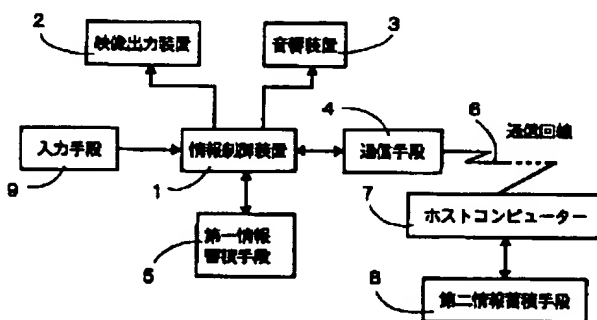 2
映像出力装置
音響装置
3
4
6
通信回線
入力手段
情報制御装置
通信手段
9
1
7
ホストコンピューター
5
第一情報
蓄積手段
8
第二情報蓄積手段